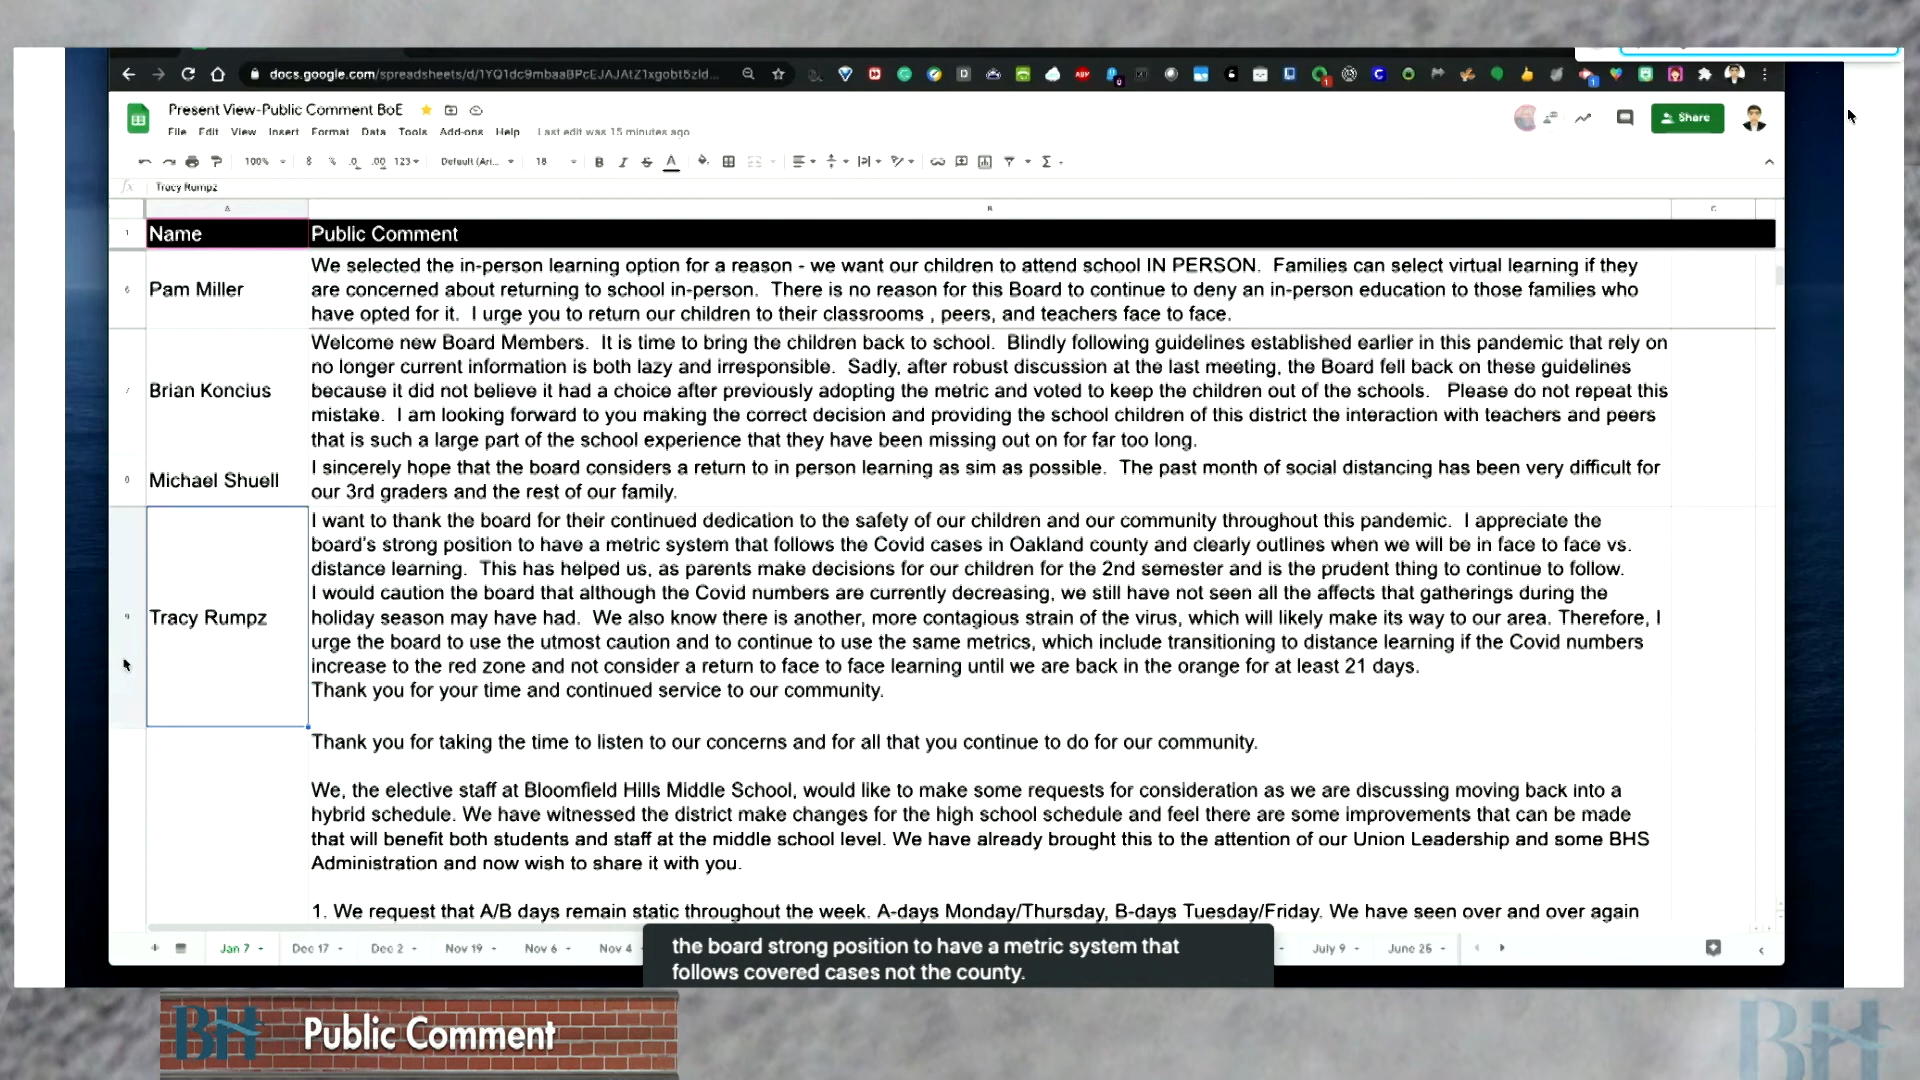 docs.google.com/spreadsheets/d/1YQ1dc9mbaaBPcEJAJAtZ1xgobt5zld...
Present View-Public Comment BoE
File Edit View Insert Format Data Tools Add-ons Help Last edit was 15 minutes ago
Share
100% $ % .0 .00 123 Default (Ari... 18 B I S A
Tracy Rumpz
A B C
1 Name Public Comment
We selected the in-person learning option for a reason - we want our children to attend school IN PERSON. Families can select virtual learning if they
6 Pam Miller are concerned about returning to school in-person. There is no reason for this Board to continue to deny an in-person education to those families who
have opted for it. I urge you to return our children to their classrooms , peers, and teachers face to face.
Welcome new Board Members. It is time to bring the children back to school. Blindly following guidelines established earlier in this pandemic that rely on
no longer current information is both lazy and irresponsible. Sadly, after robust discussion at the last meeting, the Board fell back on these guidelines
7 Brian Koncius because it did not believe it had a choice after previously adopting the metric and voted to keep the children out of the schools. Please do not repeat this
mistake. I am looking forward to you making the correct decision and providing the school children of this district the interaction with teachers and peers
that is such a large part of the school experience that they have been missing out on for far too long.
8 Michael Shuell I sincerely hope that the board considers a return to in person learning as sim as possible. The past month of social distancing has been very difficult for
our 3rd graders and the rest of our family.
I want to thank the board for their continued dedication to the safety of our children and our community throughout this pandemic. I appreciate the
board's strong position to have a metric system that follows the Covid cases in Oakland county and clearly outlines when we will be in face to face vs.
distance learning. This has helped us, as parents make decisions for our children for the 2nd semester and is the prudent thing to continue to follow.
I would caution the board that although the Covid numbers are currently decreasing, we still have not seen all the affects that gatherings during the
9 Tracy Rumpz holiday season may have had. We also know there is another, more contagious strain of the virus, which will likely make its way to our area. Therefore, I
urge the board to use the utmost caution and to continue to use the same metrics, which include transitioning to distance learning if the Covid numbers
increase to the red zone and not consider a return to face to face learning until we are back in the orange for at least 21 days.
Thank you for your time and continued service to our community.
Thank you for taking the time to listen to our concerns and for all that you continue to do for our community.
We, the elective staff at Bloomfield Hills Middle School, would like to make some requests for consideration as we are discussing moving back into a
hybrid schedule. We have witnessed the district make changes for the high school schedule and feel there are some improvements that can be made
that will benefit both students and staff at the middle school level. We have already brought this to the attention of our Union Leadership and some BHS
Administration and now wish to share it with you.
1. We request that A/B days remain static throughout the week. A-days Monday/Thursday, B-days Tuesday/Friday. We have seen over and over again
Jan 7 Dec 17 Dec 2 Nov 19 Nov 6 Nov 4 July 9 June 25
the board strong position to have a metric system that
follows covered cases not the county.
BH Public Comment
BH